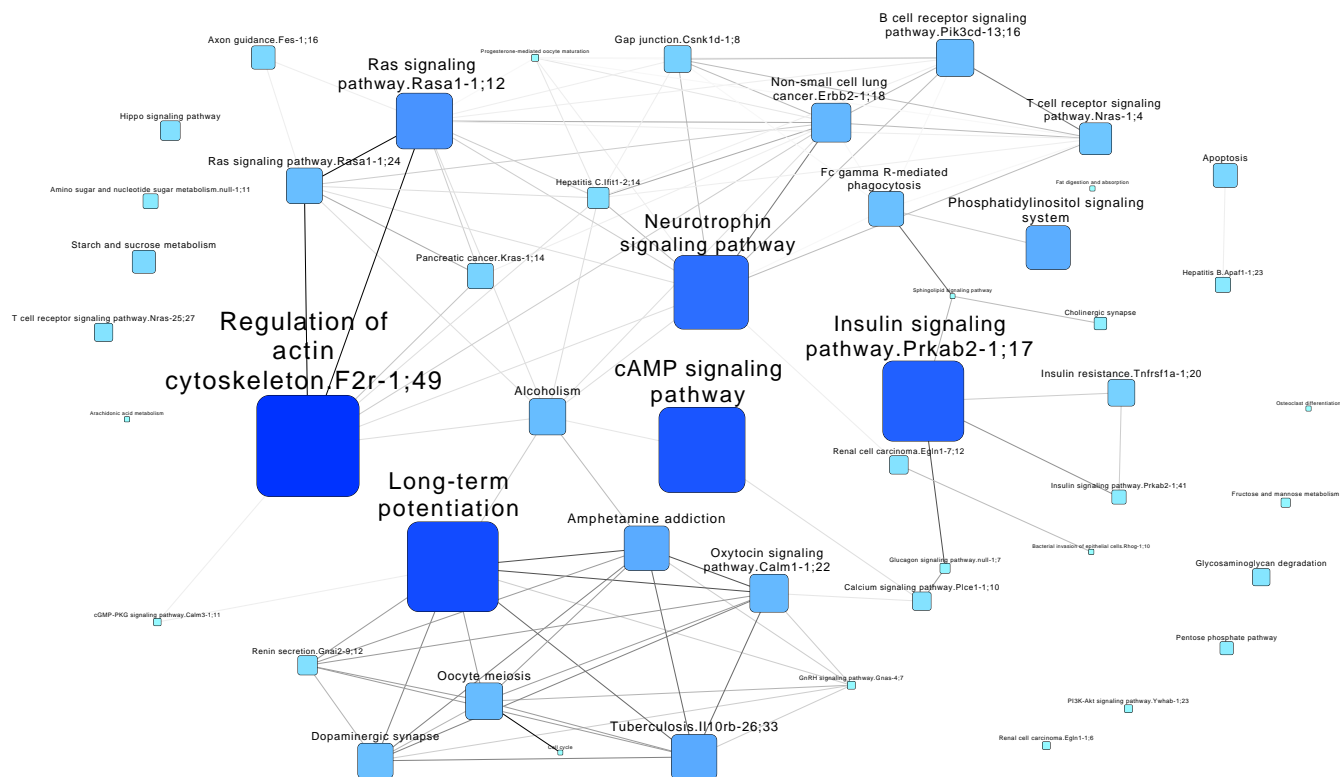 B cell receptor signaling
pathway.Pik3cd-13;16
Axon guidance.Fes-1;16
Gap junction.Csnk1d-1;8
Progesterone-mediated oocyte maturation
Ras signaling
pathway.Rasa1-1;12
Non-small cell lung
cancer.Erbb2-1;18
T cell receptor signaling
pathway.Nras-1;4
Hippo signaling pathway
Ras signaling pathway.Rasa1-1;24
Apoptosis
Fc gamma R-mediated
phagocytosis
Hepatitis C.Ifit1-2;14
Fat digestion and absorption
Amino sugar and nucleotide sugar metabolism.null-1;11
Phosphatidylinositol signaling
system
Neurotrophin
signaling pathway
Starch and sucrose metabolism
Pancreatic cancer.Kras-1;14
Hepatitis B.Apaf1-1;23
Sphingolipid signaling pathway
Cholinergic synapse
T cell receptor signaling pathway.Nras-25;27
Regulation of
actin
cytoskeleton.F2r-1;49
Insulin signaling
pathway.Prkab2-1;17
cAMP signaling
pathway
Insulin resistance.Tnfrsf1a-1;20
Alcoholism
Osteoclast differentiation
Arachidonic acid metabolism
Renal cell carcinoma.Egln1-7;12
Long-term
potentiation
Insulin signaling pathway.Prkab2-1;41
Fructose and mannose metabolism
Amphetamine addiction
Bacterial invasion of epithelial cells.Rhog-1;10
Oxytocin signaling
pathway.Calm1-1;22
Glucagon signaling pathway.null-1;7
Glycosaminoglycan degradation
Calcium signaling pathway.Plce1-1;10
cGMP-PKG signaling pathway.Calm3-1;11
Pentose phosphate pathway
Renin secretion.Gnai2-9;12
Oocyte meiosis
GnRH signaling pathway.Gnas-4;7
PI3K-Akt signaling pathway.Ywhab-1;23
Tuberculosis.Il10rb-26;33
Dopaminergic synapse
Renal cell carcinoma.Egln1-1;6
Cell cycle